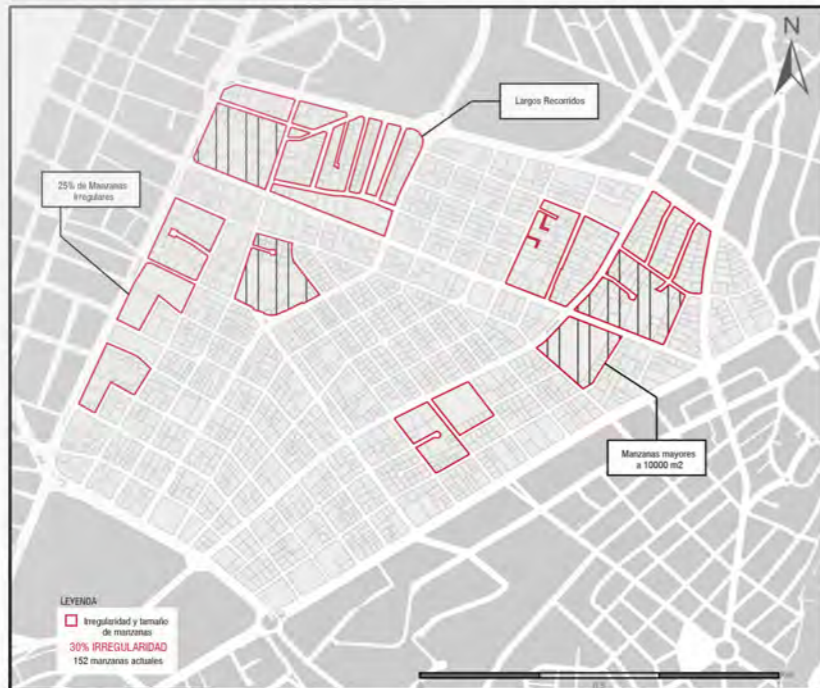 N
Largos Recorridos
25% de Manzanas
Irregulares
Manzanas mayores
a 10000 m2
LEYENDA
Irregularidad y tamaño
de manzanas
30% IRREGULARIDAD
152 manzanas actuales